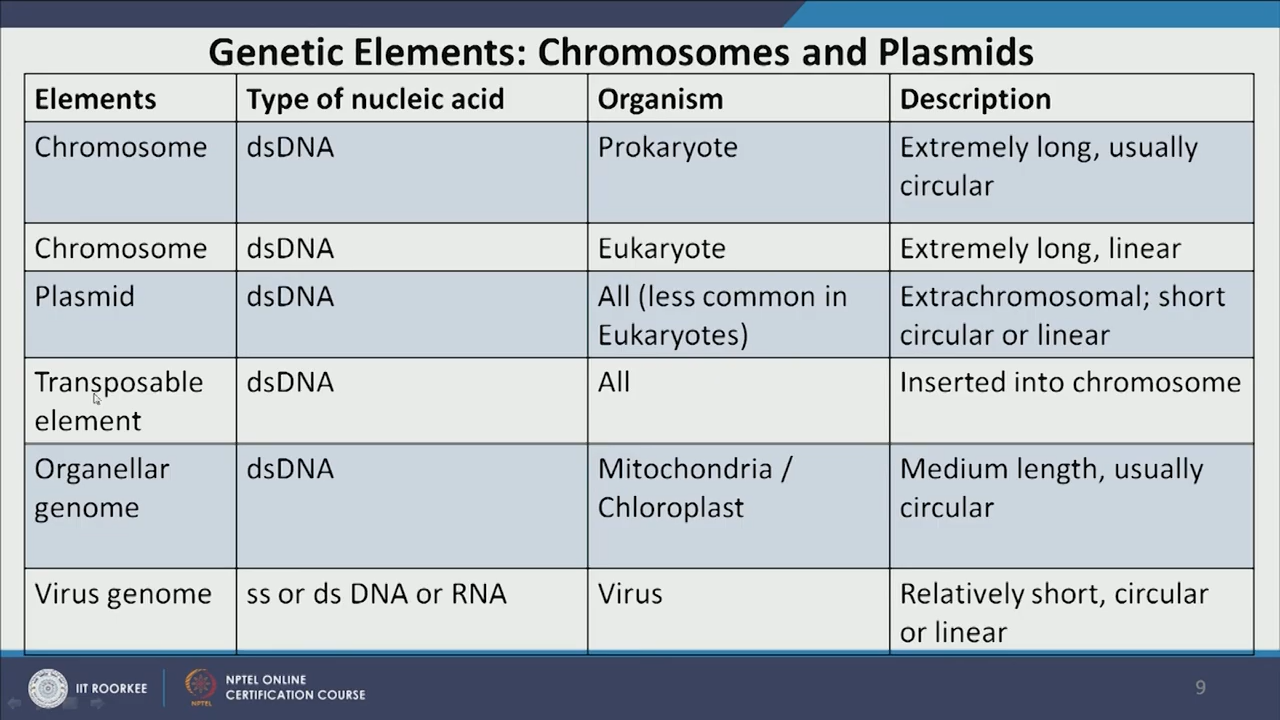 Genetic Elements: Chromosomes and Plasmids
Elements Type of nucleic acid Organism Description
Chromosome dsDNA Prokaryote Extremely long, usually
circular
Chromosome dsDNA Eukaryote Extremely long, linear
Plasmid dsDNA All (less common in Extrachromosomal; short
Eukaryotes) circular or linear
Transposable dsDNA All Inserted into chromosome
element
Organellar dsDNA Mitochondria / Medium length, usually
genome Chloroplast circular
Virus genome ss or ds DNA or RNA Virus Relatively short, circular
or linear
IIT ROORKEE
NPTEL
NPTEL ONLINE
CERTIFICATION COURSE
9